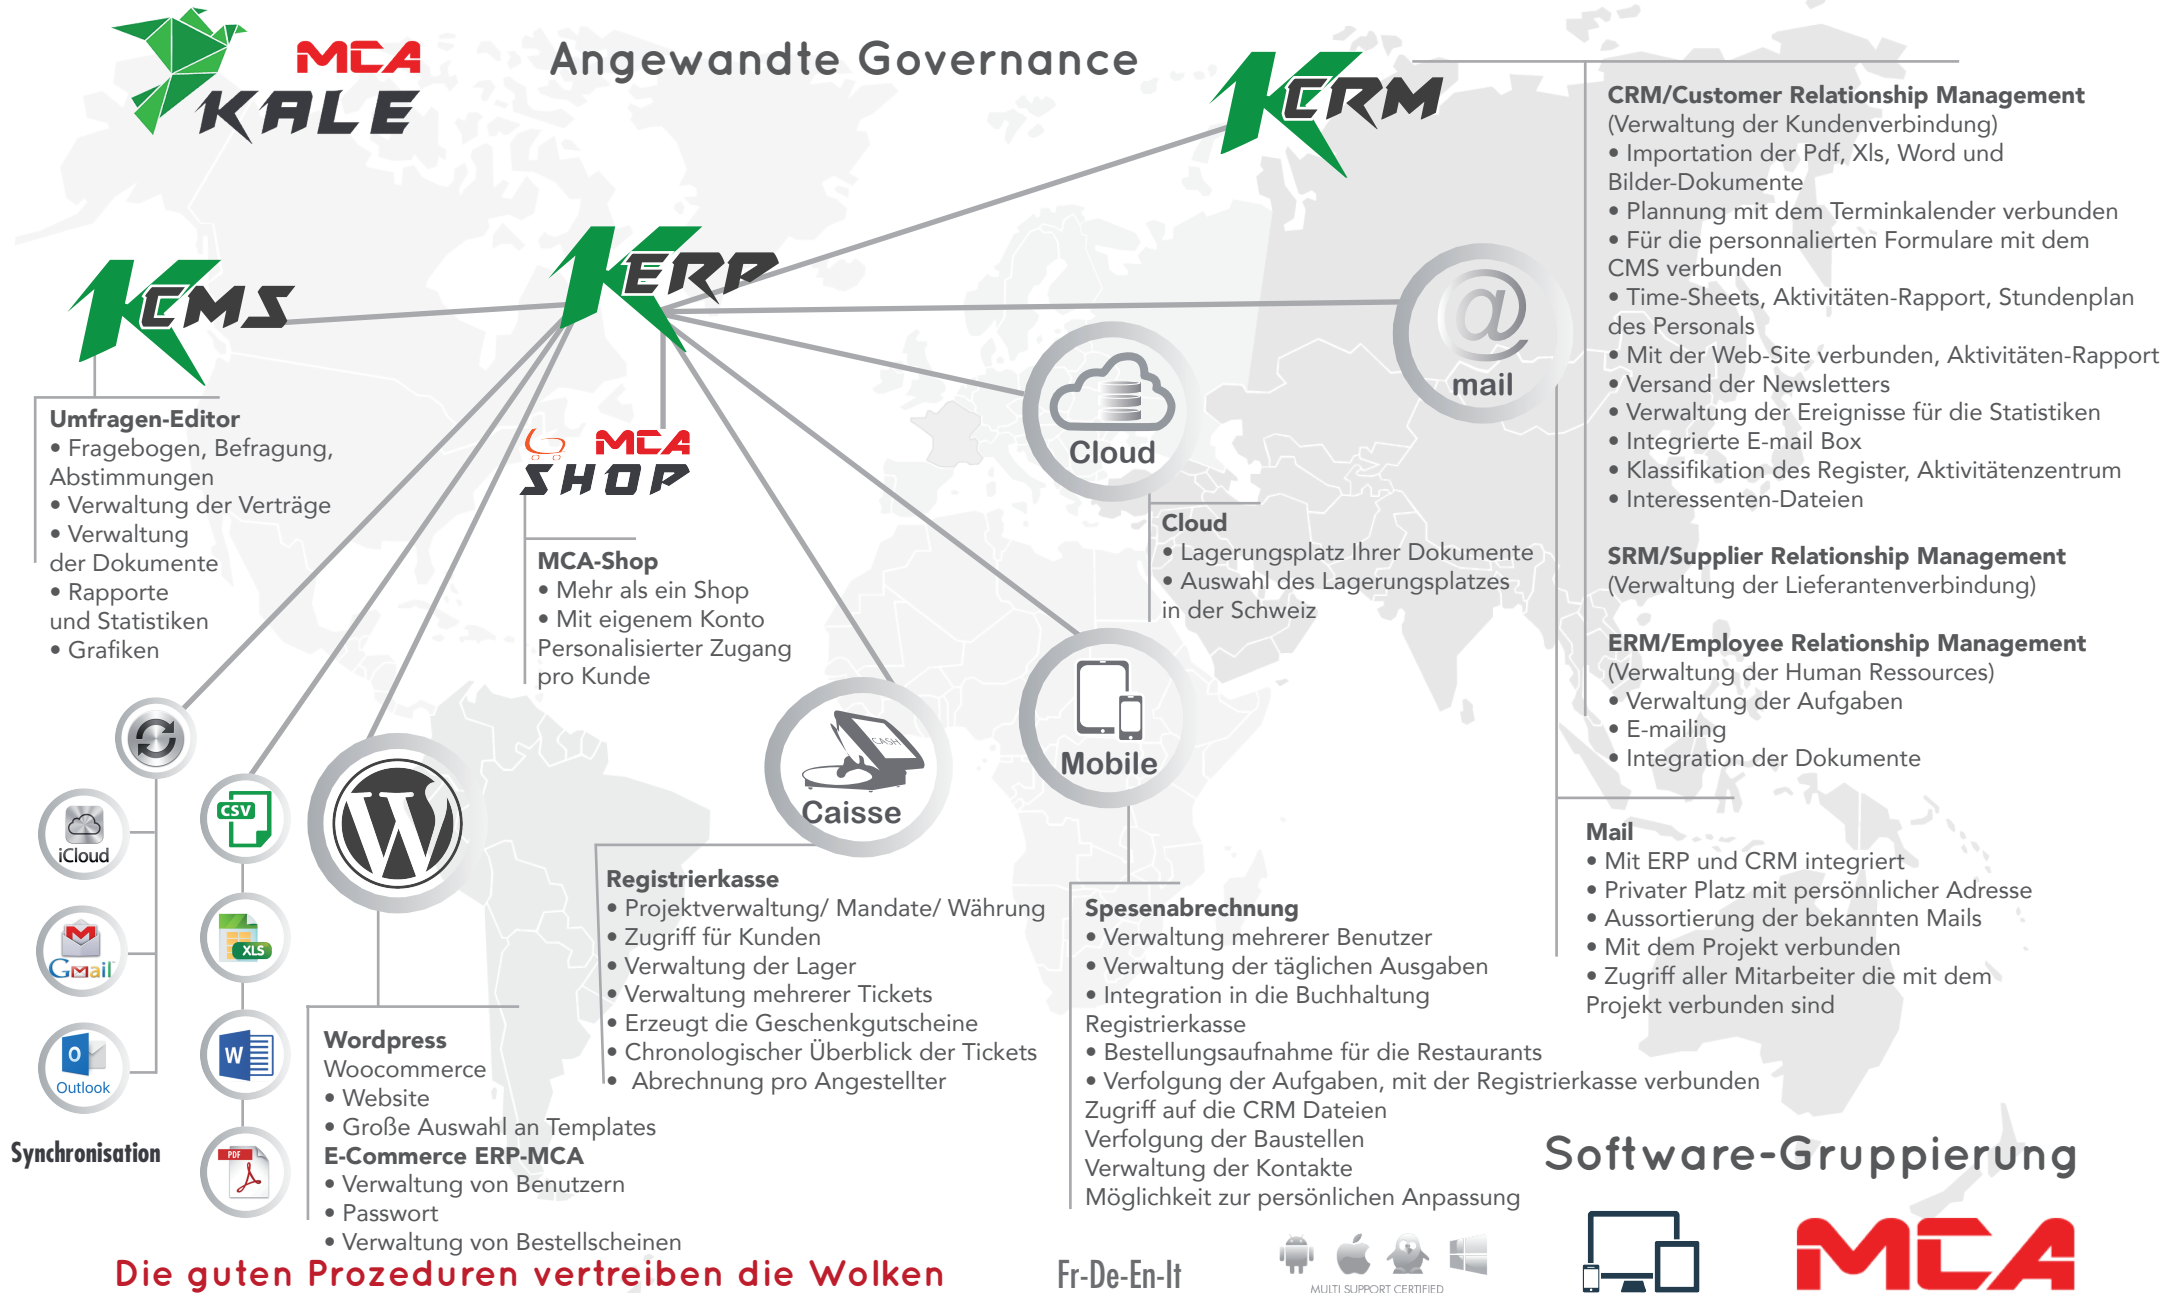 MCA
KALE
Angewandte Governance
KCRM
KERP
KCMS
CRM/Customer Relationship Management
(Verwaltung der Kundenverbindung)
• Importation der Pdf, Xls, Word und
Bilder-Dokumente
• Plannung mit dem Terminkalender verbunden
• Für die personnalierten Formulare mit dem
CMS verbunden
• Time-Sheets, Aktivitäten-Rapport, Stundenplan
des Personals
• Mit der Web-Site verbunden, Aktivitäten-Rapport
• Versand der Newsletters
• Verwaltung der Ereignisse für die Statistiken
• Integrierte E-mail Box
• Klassifikation des Register, Aktivitätenzentrum
• Interessenten-Dateien
SRM/Supplier Relationship Management
(Verwaltung der Lieferantenverbindung)
ERM/Employee Relationship Management
(Verwaltung der Human Ressources)
• Verwaltung der Aufgaben
• E-mailing
• Integration der Dokumente
@
mail
Cloud
Umfragen-Editor
• Fragebogen, Befragung,
Abstimmungen
• Verwaltung der Verträge
• Verwaltung
der Dokumente
• Rapporte
und Statistiken
• Grafiken
MCA
SHOP
MCA-Shop
• Mehr als ein Shop
• Mit eigenem Konto
Personalisierter Zugang
pro Kunde
Cloud
• Lagerungsplatz Ihrer Dokumente
• Auswahl des Lagerungsplatzes
in der Schweiz
CASH
Caisse
Mobile
iCloud
Gmail
Outlook
Synchronisation
CSV
XLS
W
PDF
W
Wordpress
Woocommerce
• Website
• Große Auswahl an Templates
E-Commerce ERP-MCA
• Verwaltung von Benutzern
• Passwort
• Verwaltung von Bestellscheinen
Registrierkasse
• Projektverwaltung/ Mandate/ Währung
• Zugriff für Kunden
• Verwaltung der Lager
• Verwaltung mehrerer Tickets
• Erzeugt die Geschenkgutscheine
• Chronologischer Überblick der Tickets
• Abrechnung pro Angestellter
Spesenabrechnung
• Verwaltung mehrerer Benutzer
• Verwaltung der täglichen Ausgaben
• Integration in die Buchhaltung
Registrierkasse
• Bestellungsaufnahme für die Restaurants
• Verfolgung der Aufgaben, mit der Registrierkasse verbunden
Zugriff auf die CRM Dateien
Verfolgung der Baustellen
Verwaltung der Kontakte
Möglichkeit zur persönlichen Anpassung
Mail
• Mit ERP und CRM integriert
• Privater Platz mit persönnlicher Adresse
• Aussortierung der bekannten Mails
• Mit dem Projekt verbunden
• Zugriff aller Mitarbeiter die mit dem
Projekt verbunden sind
Software-Gruppierung
Die guten Prozeduren vertreiben die Wolken
Fr-De-En-It
MULTI SUPPORT CERTIFIED
MCA